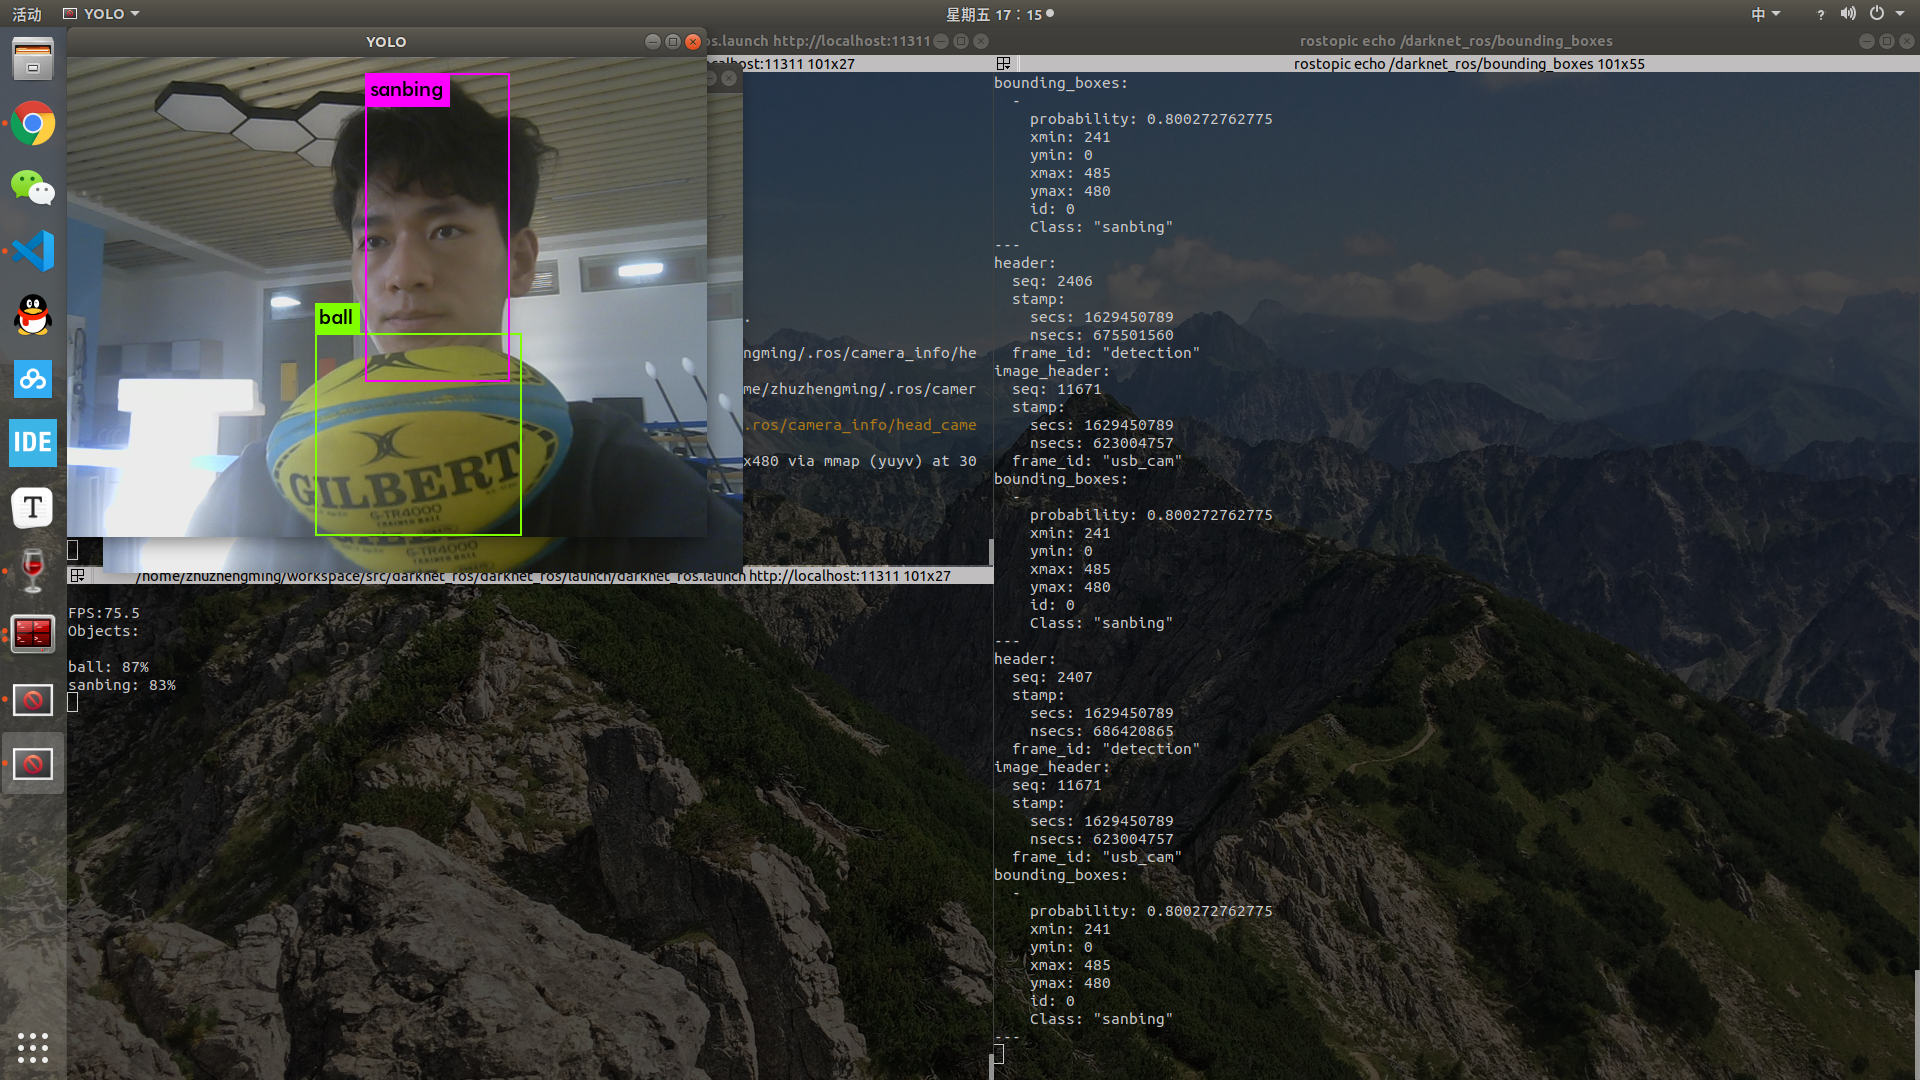 活动
YOLO
星期五 17：15
中
?
YOLO
os.launch http://localhost:11311
rostopic echo /darknet_ros/bounding_boxes
calhost:11311 101x27
rostopic echo /darknet_ros/bounding_boxes 101x55
sanbing
ball
GILBERT
G-TR4000
TRAINER BALL
G-TR4000
TRAINER BALL
.
ngming/.ros/camera_info/he
me/zhuzhengming/.ros/camer
.ros/camera_info/head_came
x480 via mmap (yuyv) at 30
/home/zhuzhengming/workspace/src/darknet_ros/darknet_ros/launch/darknet_ros.launch http://localhost:11311 101x27
FPS:75.5
Objects:
ball: 87%
sanbing: 83%
IDE
T
bounding_boxes:
-
probability: 0.800272762775
xmin: 241
ymin: 0
xmax: 485
ymax: 480
id: 0
Class: "sanbing"
---
header:
seq: 2406
stamp:
secs: 1629450789
nsecs: 675501560
frame_id: "detection"
image_header:
seq: 11671
stamp:
secs: 1629450789
nsecs: 623004757
frame_id: "usb_cam"
bounding_boxes:
-
probability: 0.800272762775
xmin: 241
ymin: 0
xmax: 485
ymax: 480
id: 0
Class: "sanbing"
---
header:
seq: 2407
stamp:
secs: 1629450789
nsecs: 686420865
frame_id: "detection"
image_header:
seq: 11671
stamp:
secs: 1629450789
nsecs: 623004757
frame_id: "usb_cam"
bounding_boxes:
-
probability: 0.800272762775
xmin: 241
ymin: 0
xmax: 485
ymax: 480
id: 0
Class: "sanbing"
---